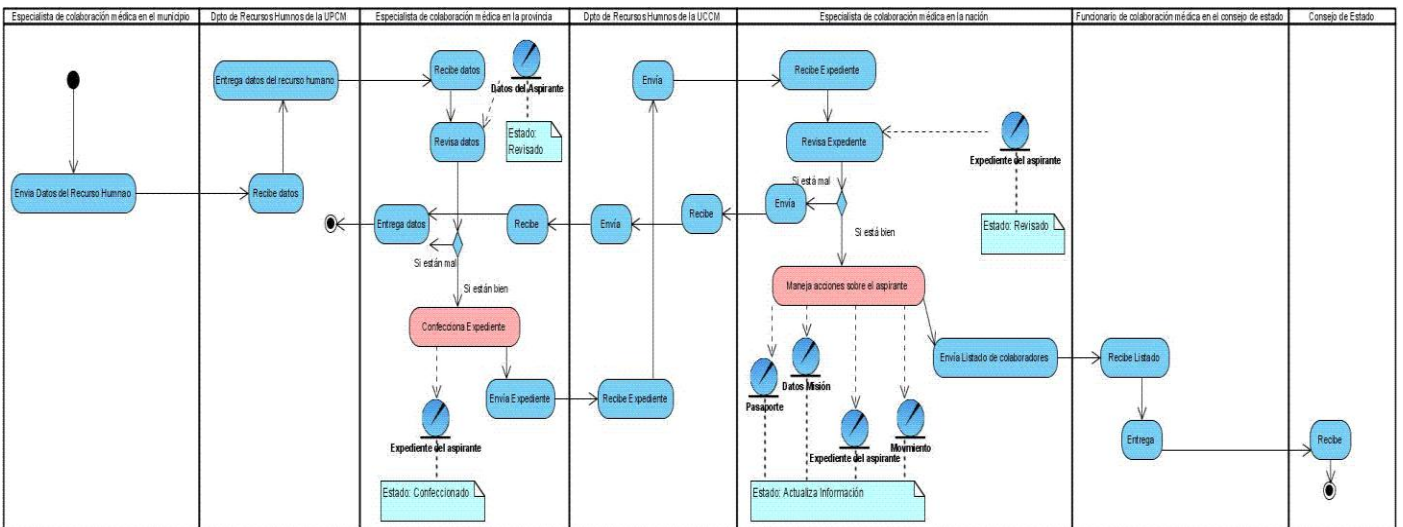 Especialista de colaboración médica en el municipio
Dpto de Recursos Humnos de la UPCM
Especialista de colaboración médica en la provincia
Dpto de Recursos Humnos de la UCCM
Especialista de colaboración médica en la nación
Funcionario de colaboración médica en el consejo de estado
Consejo de Estado
Envia Datos del Recurso Humnao
Entrega datos del recurso humano
Recibe datos
Recibe datos
Datos del Aspirante
Revisa datos
Estado:
Revisado
Entrega datos
Si están mal
Si están bien
Confecciona Expediente
Expediente del aspirante
Estado: Confeccionado
Envía Expediente
Recibe
Envía
Envía
Recibe Expediente
Recibe Expediente
Revisa Expediente
Expediente del aspirante
Estado: Revisado
Si está mal
Envía
Recibe
Si está bien
Maneja acciones sobre el aspirante
Pasaporte
Datos Misión
Expediente del aspirante
Movmiento
Estado: Actualiza Información
Envía Listado de colaboradores
Recibe Listado
Entrega
Recibe